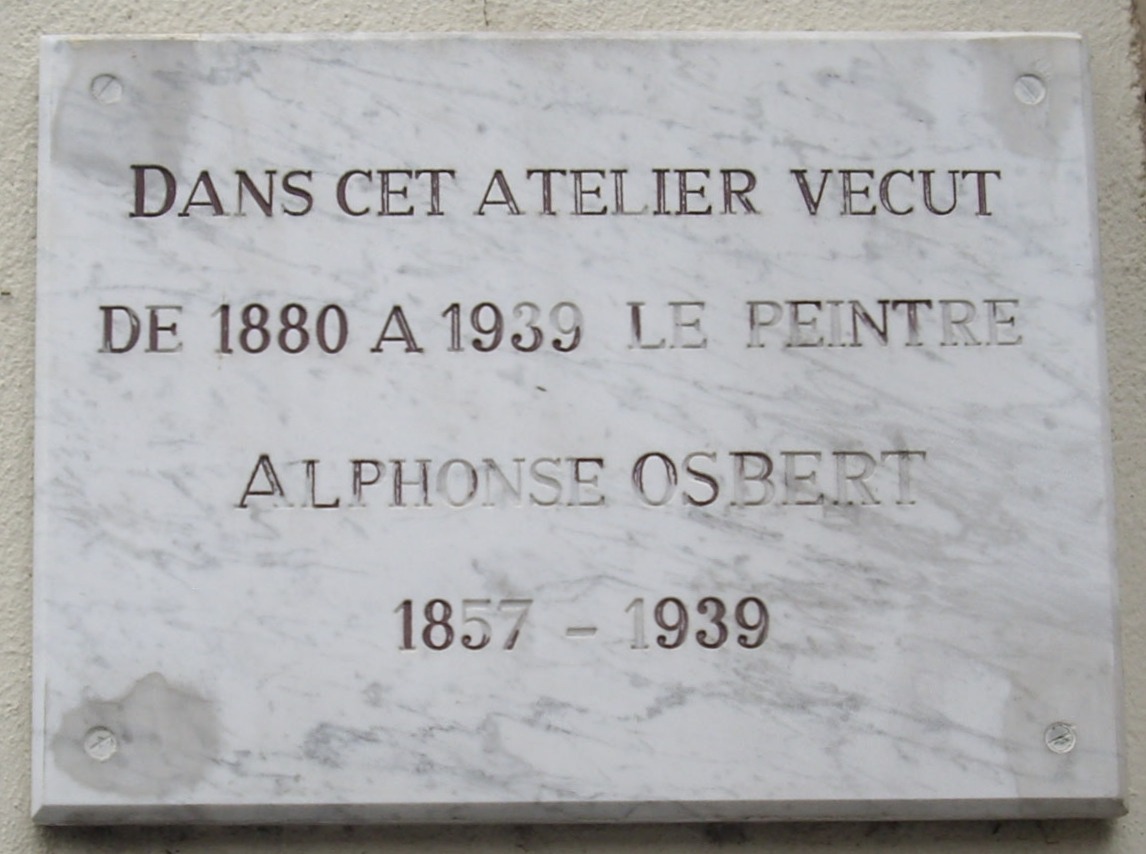 DANS CET ATELIER VECUT
DE 1880 A 1939 LE PEINTRE
ALPHONSE OSBERT
1857 - 1939